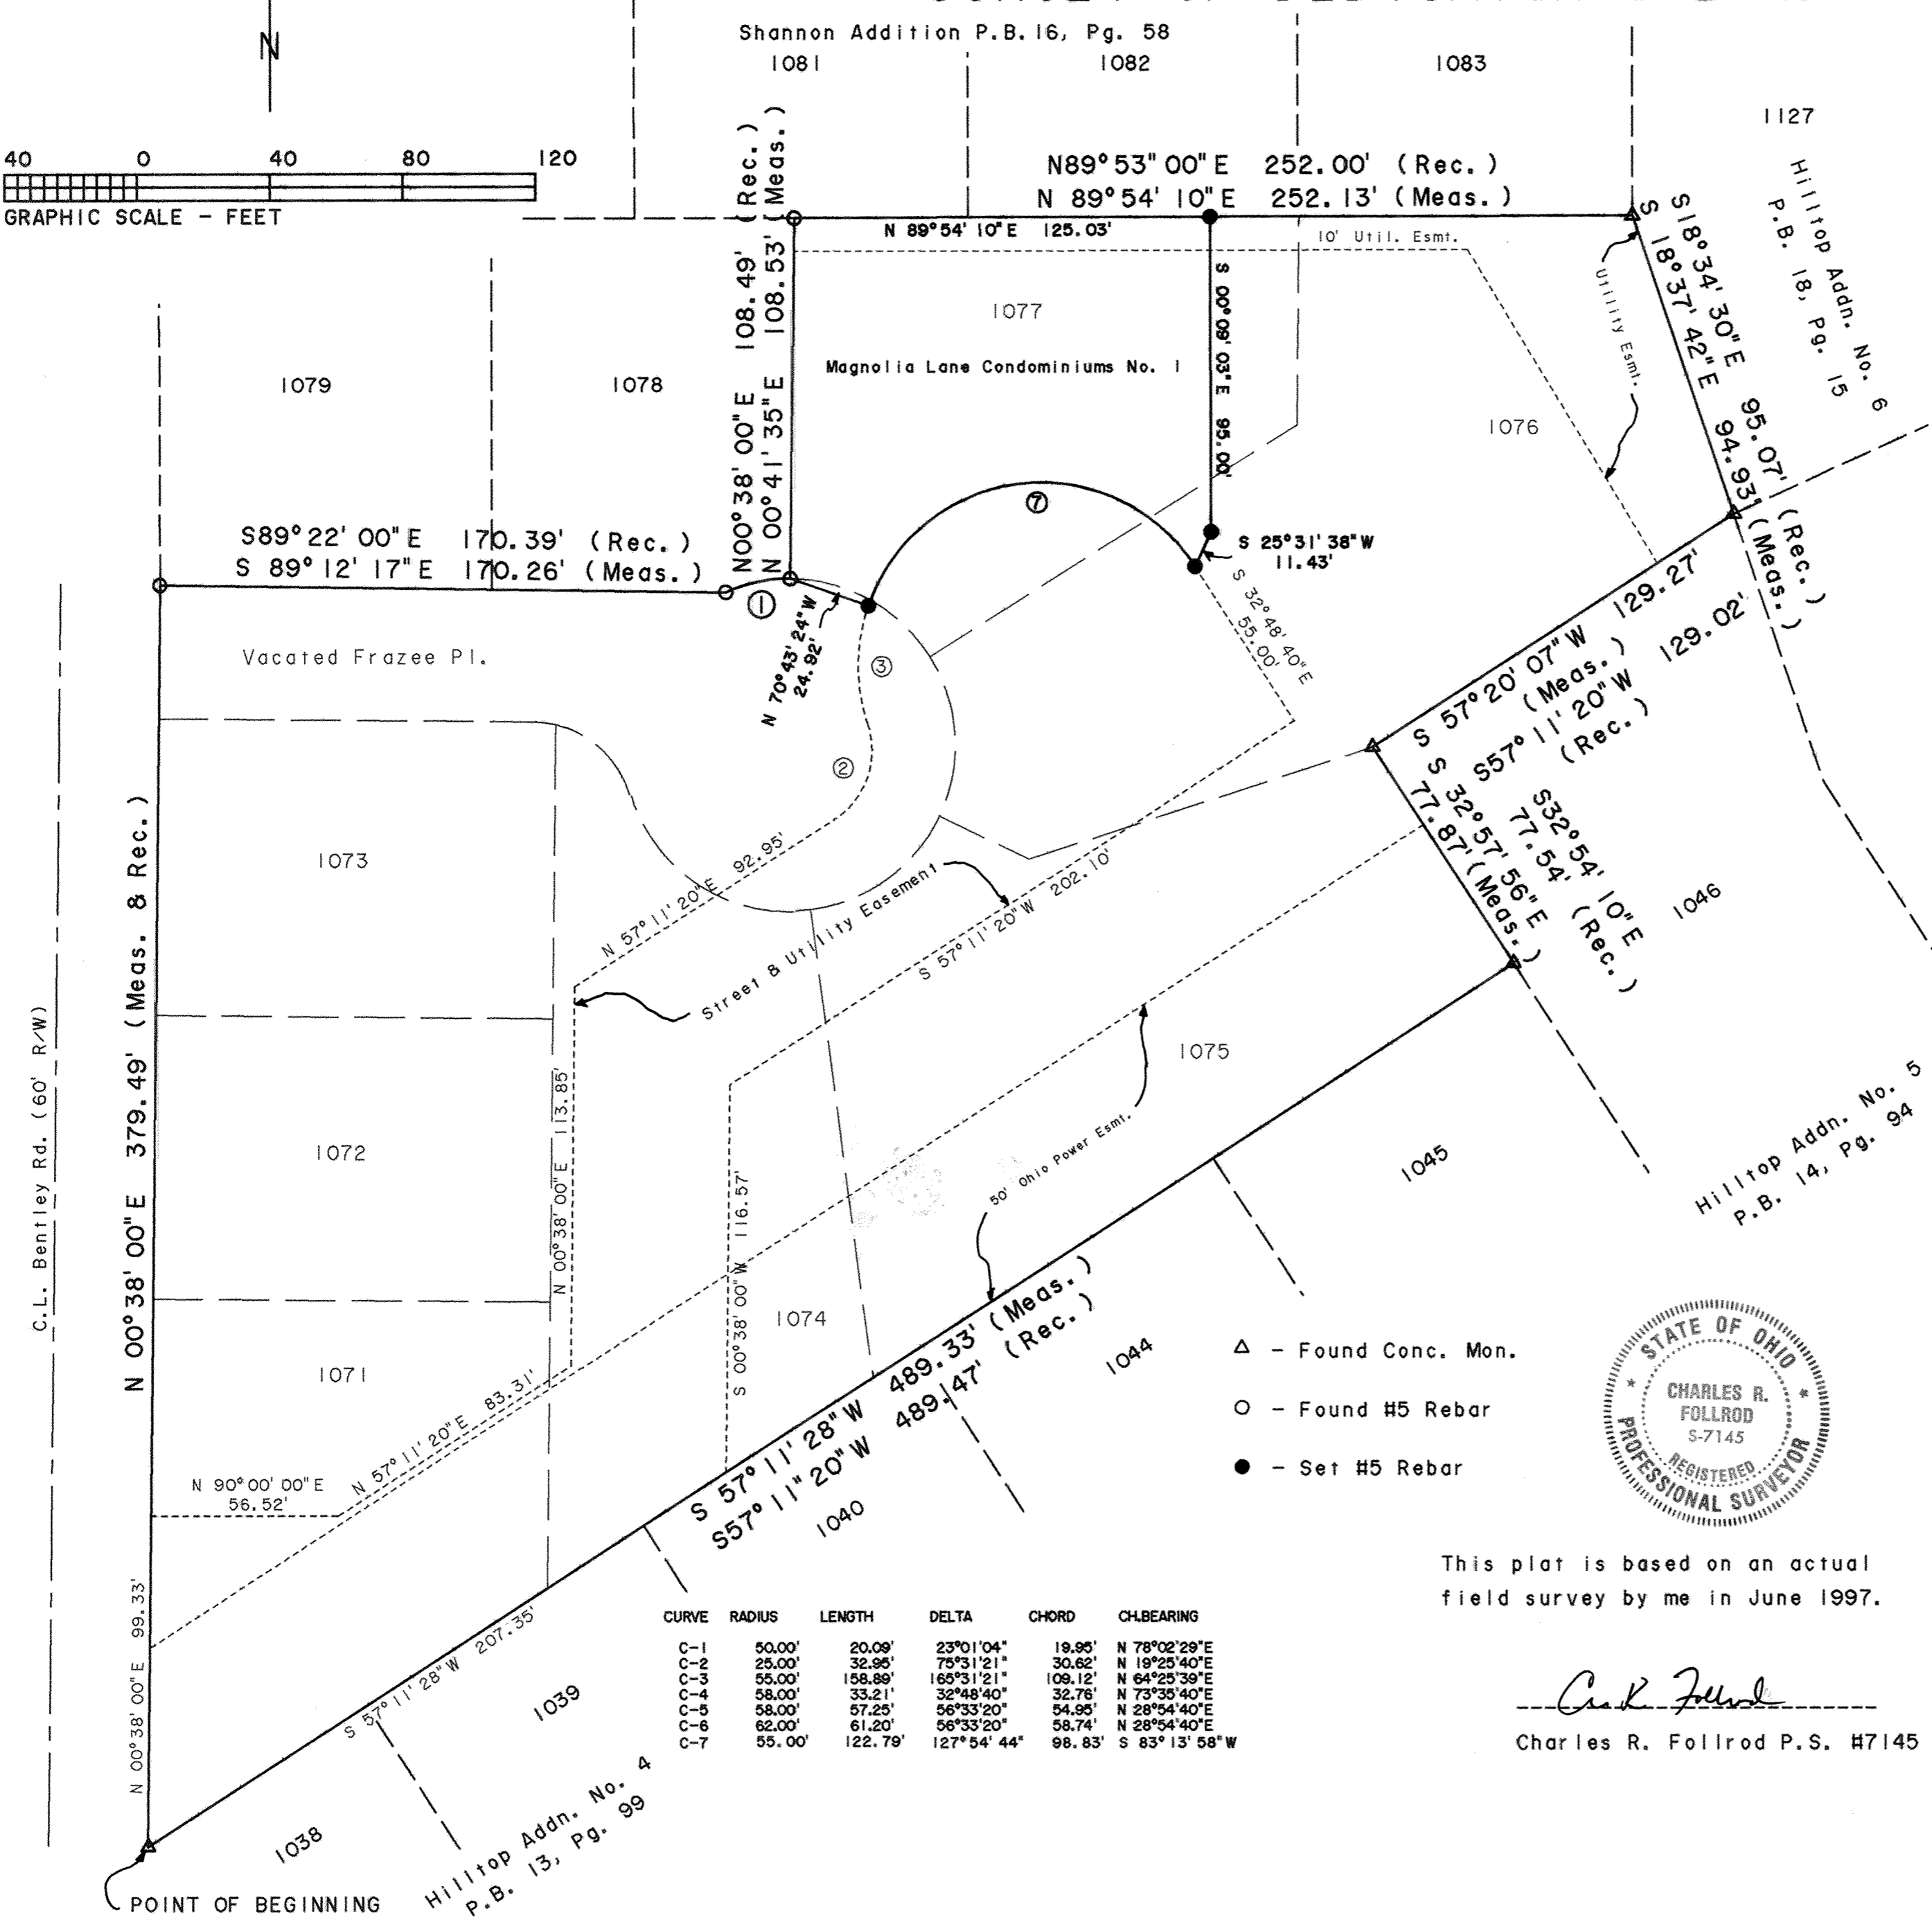 Shannon Addition P.B.16, Pg. 58
1081
1082
1083
1127
N
40 0 40 80 120
GRAPHIC SCALE - FEET
N89°53"00"E 252.00' (Rec.)
N 89°54'10"E 252.13' (Meas.)
N 89°54'10"E 125.03'
10' Util. Esmt.
Hilltop Addn. No. 6
P.B. 18, Pg. 15
S18°34'30"E 95.07' (Rec.)
S 18°37'42"E 94.93' (Meas.)
Utility Esmt.
N00°38'00"E 108.49' (Rec.)
N 00°41'35"E 108.53' (Meas.)
S 00°09'03"E 95.00'
1077
Magnolia Lane Condominiums No. 1
1079
1078
1076
7
S89°22'00"E 170.39' (Rec.)
S 89°12'17"E 170.26' (Meas.)
1
S 25°31'38"W
11.43'
N 70°43'24"W
24.92'
S 32°48'40"E
55.00'
Vacated Frazee Pl.
3
2
S 57°20'07"W 129.27'
(Meas.)
S57°11'20"W 129.02'
(Rec.)
S32°54'10"E
77.54' (Rec.)
S 32°57'56"E
77.87' (Meas.)
1046
1073
N 57°11'20"E 92.95'
Street & Utility Easement
S 57°11'20"W 202.10'
N 00°38'00"E 379.49' (Meas. & Rec.)
C.L. Bentley Rd. (60' R/W)
1075
1072
N 00°38'00"E 113.85'
S 00°38'00"W 116.57'
50' Ohio Power Esmt.
1045
Hilltop Addn. No. 5
P.B. 14, Pg. 94
1074
1071
1044
S 57°11'28"W 489.33' (Meas.)
S57°11"20"W 489.47' (Rec.)
N 57°11'20"E 83.31'
N 90°00'00"E
56.52'
1040
N 00°38'00"E 99.33'
S 57°11'28"W 207.35'
1039
1038
Hilltop Addn. No. 4
P.B. 13, Pg. 99
POINT OF BEGINNING
△ - Found Conc. Mon.
○ - Found #5 Rebar
● - Set #5 Rebar
STATE OF OHIO
CHARLES R.
FOLLROD
S-7145
REGISTERED
PROFESSIONAL SURVEYOR
This plat is based on an actual
field survey by me in June 1997.
CURVE RADIUS LENGTH DELTA CHORD CH.BEARING
C-1 50.00' 20.09' 23°01'04" 19.95' N 78°02'29"E
C-2 25.00' 32.95' 75°31'21" 30.62' N 19°25'40"E
C-3 55.00' 158.89' 165°31'21" 109.12' N 64°25'39"E
C-4 58.00' 33.21' 32°48'40" 32.76' N 73°35'40"E
C-5 58.00' 57.25' 56°33'20" 54.95' N 28°54'40"E
C-6 62.00' 61.20' 56°33'20" 58.74' N 28°54'40"E
C-7 55.00' 122.79' 127°54'44" 98.83' S 83°13'58"W
Charles R. Follrod P.S. #7145